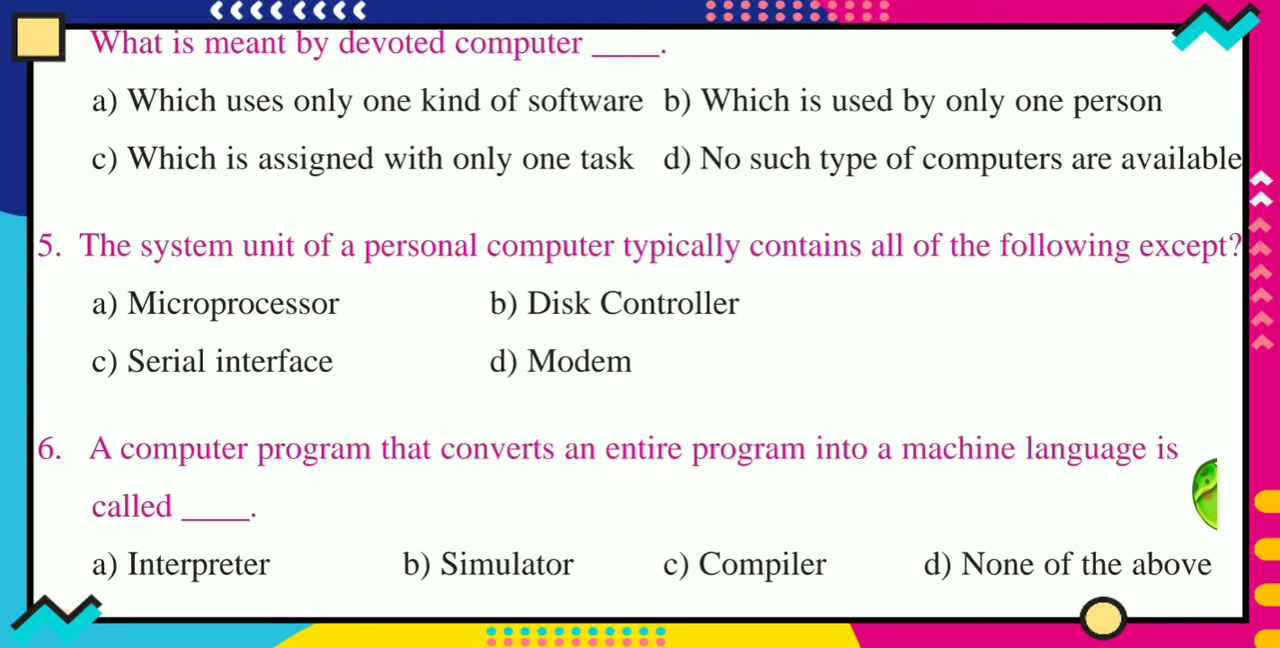 What is meant by devoted computer ____.
a) Which uses only one kind of software b) Which is used by only one person
c) Which is assigned with only one task d) No such type of computers are available
5. The system unit of a personal computer typically contains all of the following except?
a) Microprocessor b) Disk Controller
c) Serial interface d) Modem
6. A computer program that converts an entire program into a machine language is
called ____.
a) Interpreter b) Simulator c) Compiler d) None of the above